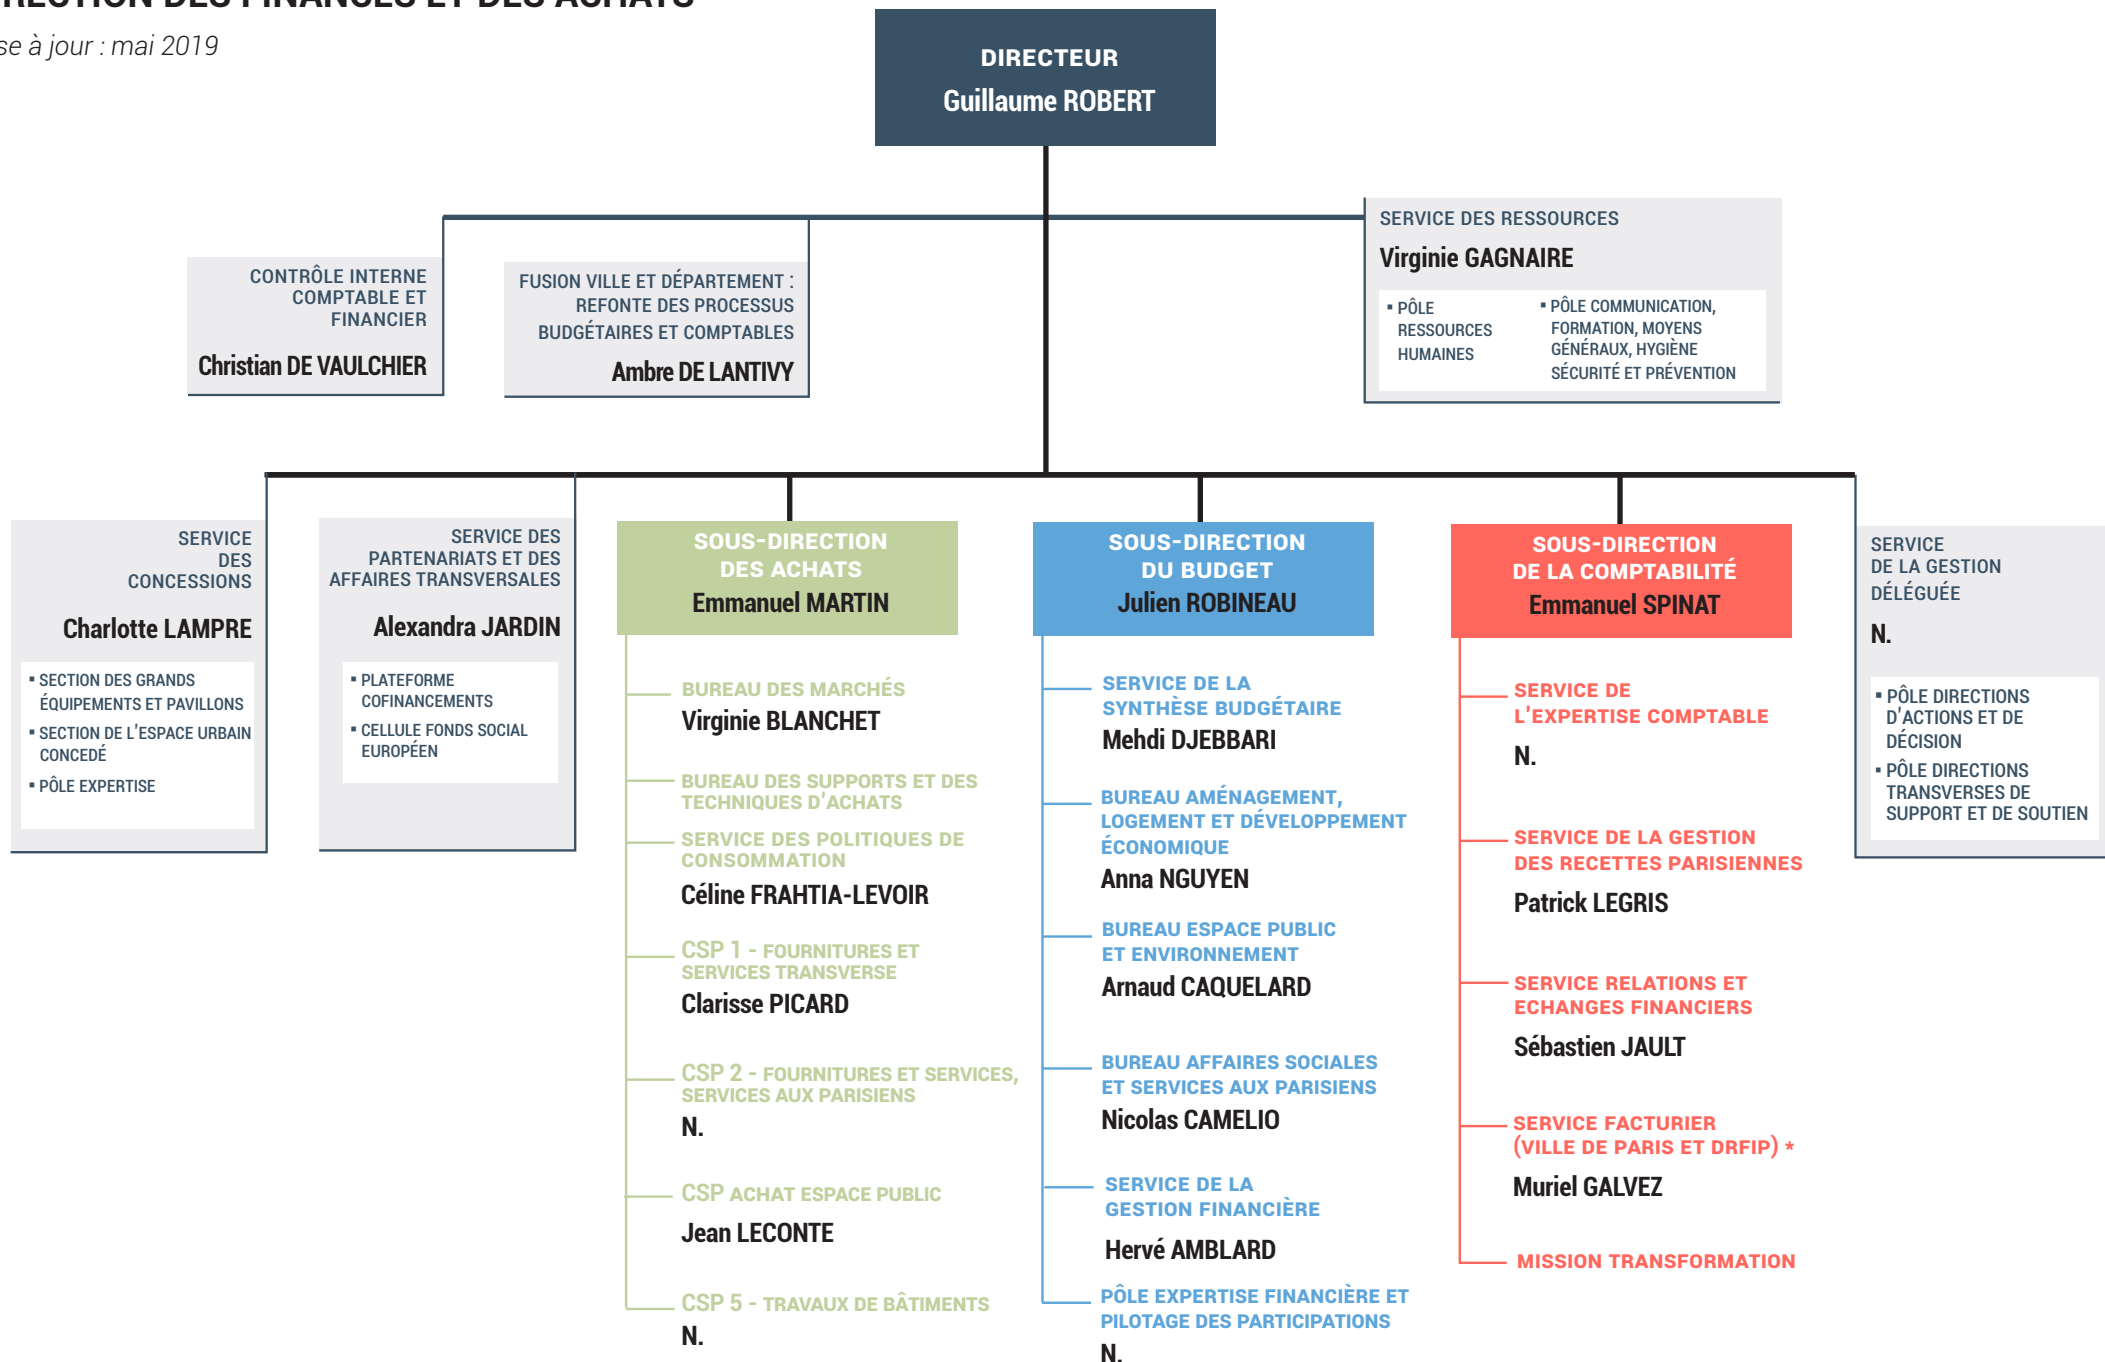 RECTION DES FINANCES ET DES ACHATS
se à jour : mai 2019
DIRECTEUR
Guillaume ROBERT
CONTRÔLE INTERNE
COMPTABLE ET
FINANCIER
Christian DE VAULCHIER
FUSION VILLE ET DÉPARTEMENT :
REFONTE DES PROCESSUS
BUDGÉTAIRES ET COMPTABLES
Ambre DE LANTIVY
SERVICE DES RESSOURCES
Virginie GAGNAIRE
▪ PÔLE
RESSOURCES
HUMAINES
▪ PÔLE COMMUNICATION,
FORMATION, MOYENS
GÉNÉRAUX, HYGIÈNE
SÉCURITÉ ET PRÉVENTION
SERVICE
DES
CONCESSIONS
Charlotte LAMPRE
▪ SECTION DES GRANDS
ÉQUIPEMENTS ET PAVILLONS
▪ SECTION DE L'ESPACE URBAIN
CONCEDÉ
▪ PÔLE EXPERTISE
SERVICE DES
PARTENARIATS ET DES
AFFAIRES TRANSVERSALES
Alexandra JARDIN
▪ PLATEFORME
COFINANCEMENTS
▪ CELLULE FONDS SOCIAL
EUROPÉEN
SOUS-DIRECTION
DES ACHATS
Emmanuel MARTIN
BUREAU DES MARCHÉS
Virginie BLANCHET
BUREAU DES SUPPORTS ET DES
TECHNIQUES D'ACHATS
SERVICE DES POLITIQUES DE
CONSOMMATION
Céline FRAHTIA-LEVOIR
CSP 1 - FOURNITURES ET
SERVICES TRANSVERSE
Clarisse PICARD
CSP 2 - FOURNITURES ET SERVICES,
SERVICES AUX PARISIENS
N.
CSP ACHAT ESPACE PUBLIC
Jean LECONTE
CSP 5 - TRAVAUX DE BÂTIMENTS
N.
SOUS-DIRECTION
DU BUDGET
Julien ROBINEAU
SERVICE DE LA
SYNTHÈSE BUDGÉTAIRE
Mehdi DJEBBARI
BUREAU AMÉNAGEMENT,
LOGEMENT ET DÉVELOPPEMENT
ÉCONOMIQUE
Anna NGUYEN
BUREAU ESPACE PUBLIC
ET ENVIRONNEMENT
Arnaud CAQUELARD
BUREAU AFFAIRES SOCIALES
ET SERVICES AUX PARISIENS
Nicolas CAMELIO
SERVICE DE LA
GESTION FINANCIÈRE
Hervé AMBLARD
PÔLE EXPERTISE FINANCIÈRE ET
PILOTAGE DES PARTICIPATIONS
N.
SOUS-DIRECTION
DE LA COMPTABILITÉ
Emmanuel SPINAT
SERVICE DE
L'EXPERTISE COMPTABLE
N.
SERVICE DE LA GESTION
DES RECETTES PARISIENNES
Patrick LEGRIS
SERVICE RELATIONS ET
ECHANGES FINANCIERS
Sébastien JAULT
SERVICE FACTURIER
(VILLE DE PARIS ET DRFIP) *
Muriel GALVEZ
MISSION TRANSFORMATION
SERVICE
DE LA GESTION
DÉLÉGUÉE
N.
▪ PÔLE DIRECTIONS
D'ACTIONS ET DE
DÉCISION
▪ PÔLE DIRECTIONS
TRANSVERSES DE
SUPPORT ET DE SOUTIEN